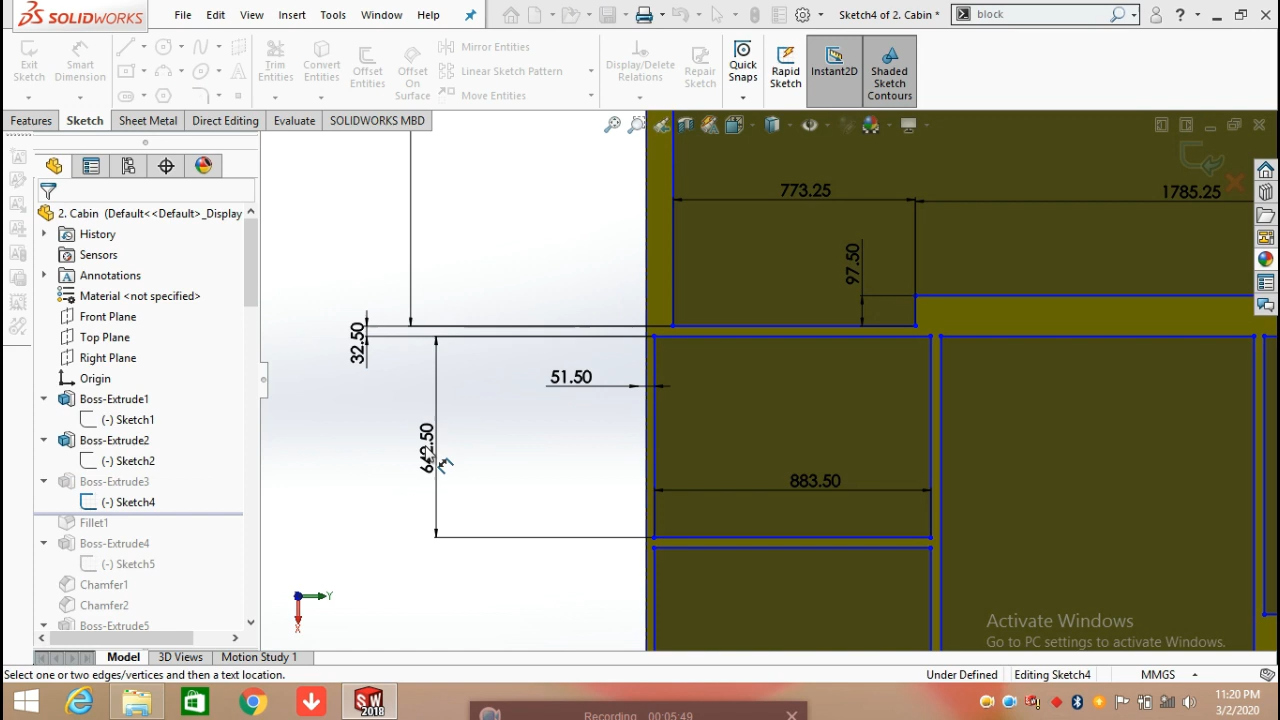 SOLIDWORKS
File Edit View Insert Tools Window Help
Sketch4 of 2. Cabin *
block
Exit Sketch
Smart Dimension
Trim Entities
Convert Entities
Offset Entities
Offset On Surface
Mirror Entities
Linear Sketch Pattern
Move Entities
Display/Delete Relations
Repair Sketch
Quick Snaps
Rapid Sketch
Instant2D
Shaded Sketch Contours
Features Sketch Sheet Metal Direct Editing Evaluate SOLIDWORKS MBD
2. Cabin (Default<<Default>_Display
History
Sensors
Annotations
Material <not specified>
Front Plane
Top Plane
Right Plane
Origin
Boss-Extrude1
(-) Sketch1
Boss-Extrude2
(-) Sketch2
Boss-Extrude3
(-) Sketch4
Fillet1
Boss-Extrude4
(-) Sketch5
Chamfer1
Chamfer2
Boss-Extrude5
773.25
1785.25
97.50
32.50
51.50
642.50
883.50
Y
X
Activate Windows
Go to PC settings to activate Windows.
Model 3D Views Motion Study 1
Select one or two edges/vertices and then a text location.
Under Defined Editing Sketch4 MMGS
SW
2018
Recording 00:05:49
11:20 PM
3/2/2020